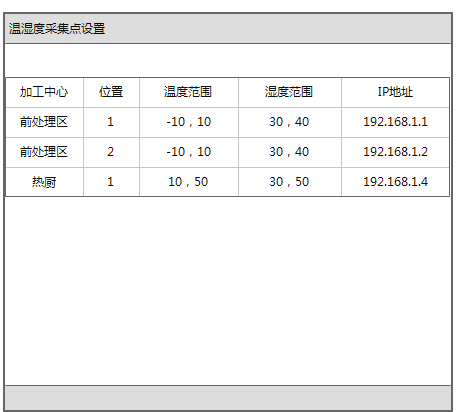 温湿度采集点设置
加工中心 位置 温度范围 湿度范围 IP地址
前处理区 1 -10，10 30，40 192.168.1.1
前处理区 2 -10，10 30，40 192.168.1.2
热厨 1 10，50 30，50 192.168.1.4